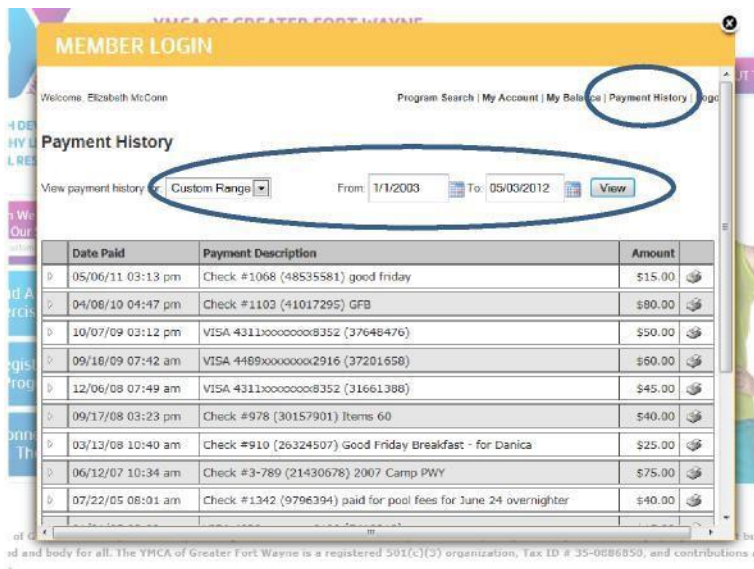 YMCA OF GREATER FORT WAYNE
MEMBER LOGIN
Welcome, Elizabeth McConn
Program Search | My Account | My Balance | Payment History |
Payment History
View payment history for: Custom Range From: 1/1/2003 To: 05/03/2012 View
Date Paid Payment Description Amount
05/06/11 03:13 pm Check #1068 (48535581) good friday $15.00
04/08/10 04:47 pm Check #1103 (41017295) GFB $80.00
10/07/09 03:12 pm VISA 4311xxxxxxxx8352 (37648476) $50.00
09/18/09 07:42 am VISA 4489xxxxxxxx2916 (37201658) $60.00
12/06/08 07:49 am VISA 4311xxxxxxxx8352 (31661388) $45.00
09/17/08 03:23 pm Check #978 (30157901) Items 60 $40.00
03/13/08 10:40 am Check #910 (26324507) Good Friday Breakfast - for Danica $25.00
06/12/07 10:34 am Check #3-789 (21430678) 2007 Camp PWY $75.00
07/22/05 08:01 am Check #1342 (9796394) paid for pool fees for June 24 overnighter $40.00
and body for all. The YMCA of Greater Fort Wayne is a registered 501(c)(3) organization, Tax ID # 35-0886850, and contributions